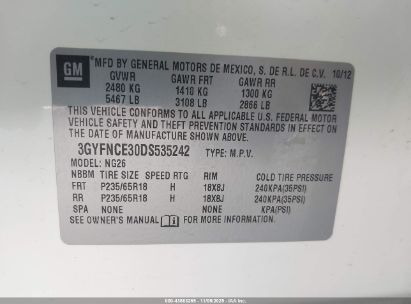 GM
MFD BY GENERAL MOTORS DE MEXICO, S. DE R.L. DE C.V. 10/12
GVWR GAWR FRT GAWR RR
2480 KG 1410 KG 1300 KG
5467 LB 3108 LB 2866 LB
THIS VEHICLE CONFORMS TO ALL APPLICABLE U.S. FEDERAL MOTOR
VEHICLE SAFETY AND THEFT PREVENTION STANDARDS IN EFFECT ON
THE DATE OF MANUFACTURE SHOWN ABOVE.
3GYFNCE30DS535242 TYPE: M.P.V.
MODEL: NG26
NBBM TIRE SIZE SPEED RTG RIM COLD TIRE PRESSURE
FRT P235/65R18 H 18X8J 240KPA(35PSI)
RR P235/65R18 H 18X8J 240KPA(35PSI)
SPA NONE NONE KPA(PSI)
SEE OWNER'S MANUAL FOR MORE INFORMATION.